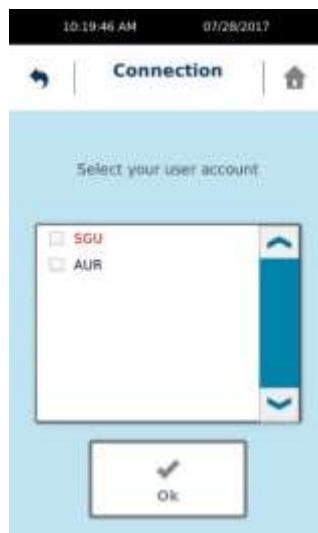 10:19:46 AM 07/28/2017
Connection
Select your user account
SGU
AUR
Ok